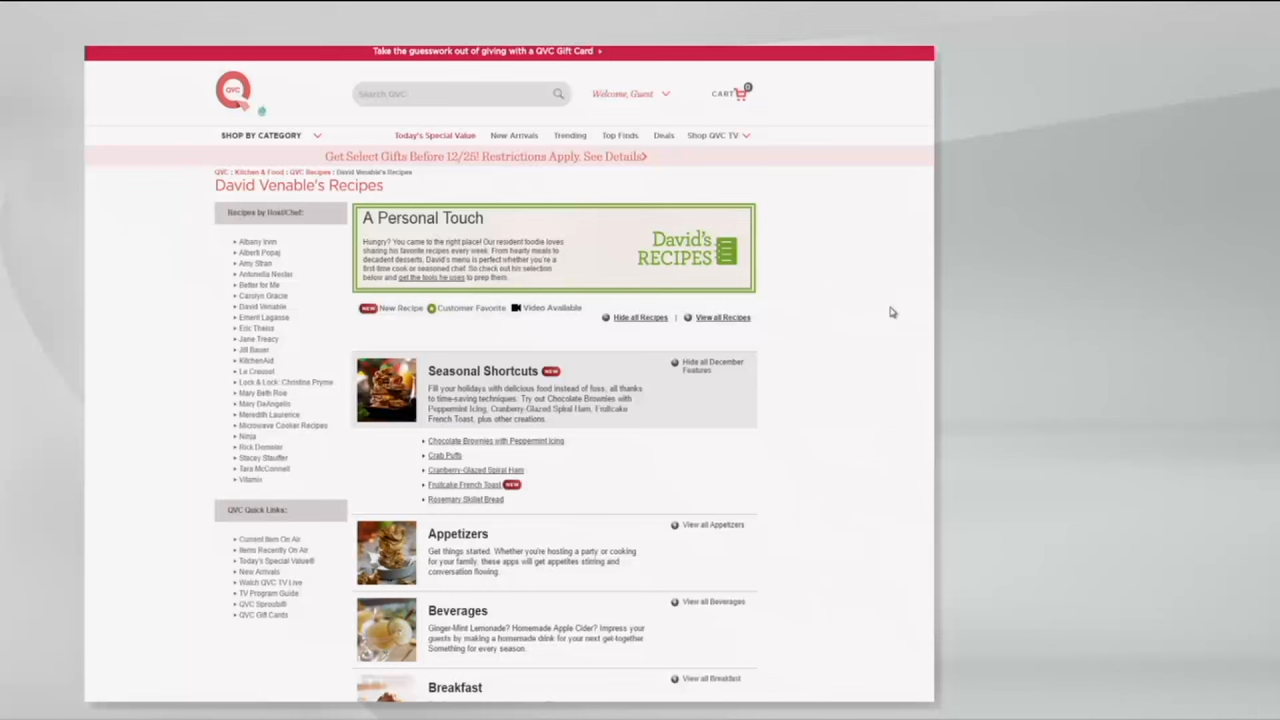 Take the guesswork out of giving with a QVC Gift Card
QVC
Search QVC
Welcome, Guest
CART
0
SHOP BY CATEGORY
Today's Special Value
New Arrivals
Trending
Top Finds
Deals
Shop QVC TV
Get Select Gifts Before 12/25! Restrictions Apply. See Details>
QVC : Kitchen & Food : QVC Recipes : David Venable's Recipes
David Venable's Recipes
Recipes by Host/Chef:
Albany Irvin
Alberti Popaj
Amy Stran
Antonella Nester
Better for Me
Carolyn Gracie
David Venable
Emeril Lagasse
Eric Theiss
Jane Treacy
Jill Bauer
KitchenAid
Le Creuset
Lock & Lock: Christina Pryme
Mary Beth Roe
Mary DeAngelis
Meredith Laurence
Microwave Cooker Recipes
Ninja
Rick Domeier
Stacey Stauffer
Tara McConnell
Vitamix
QVC Quick Links:
Current Item On Air
Items Recently On Air
Today's Special Value®
New Arrivals
Watch QVC TV Live
TV Program Guide
QVC Sprouts®
QVC Gift Cards
A Personal Touch
Hungry? You came to the right place! Our resident foodie loves
sharing his favorite recipes every week. From hearty meals to
decadent desserts, David's menu is perfect whether you're a
first-time cook or seasoned chef. So check out his selection
below and get the tools he uses to prep them.
David's
RECIPES
NEW New Recipe
Customer Favorite
Video Available
Hide all Recipes | View all Recipes
Seasonal Shortcuts NEW
Hide all December
Features
Fill your holidays with delicious food instead of fuss, all thanks
to time-saving techniques. Try out Chocolate Brownies with
Peppermint Icing, Cranberry-Glazed Spiral Ham, Fruitcake
French Toast, plus other creations.
Chocolate Brownies with Peppermint Icing
Crab Puffs
Cranberry-Glazed Spiral Ham
Fruitcake French Toast NEW
Rosemary Skillet Bread
Appetizers
View all Appetizers
Get things started. Whether you're hosting a party or cooking
for your family, these apps will get appetites stirring and
conversation flowing.
Beverages
View all Beverages
Ginger-Mint Lemonade? Homemade Apple Cider? Impress your
guests by making a homemade drink for your next get-together
Something for every season.
Breakfast
View all Breakfast